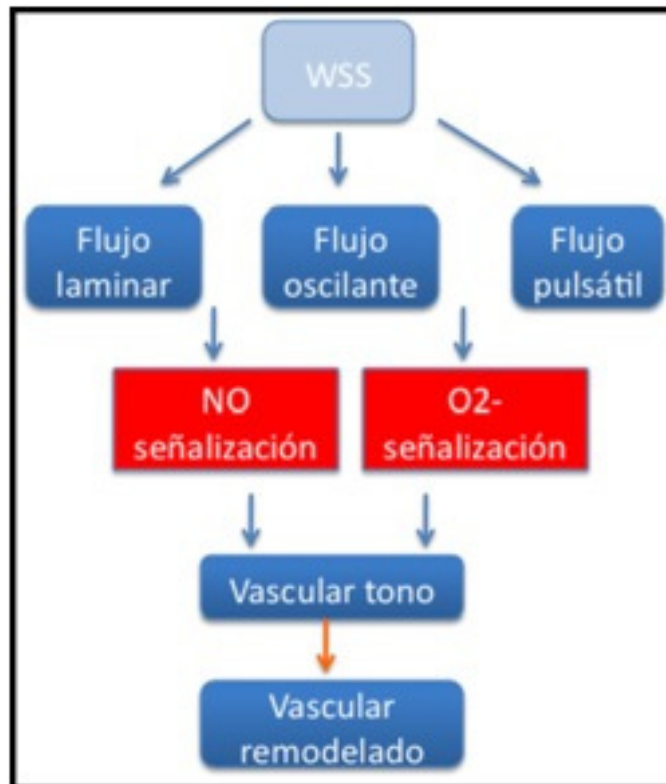 WSS
Flujo
laminar
Flujo
oscilante
Flujo
pulsátil
NO
señalización
O2-
señalización
Vascular tono
Vascular
remodelado